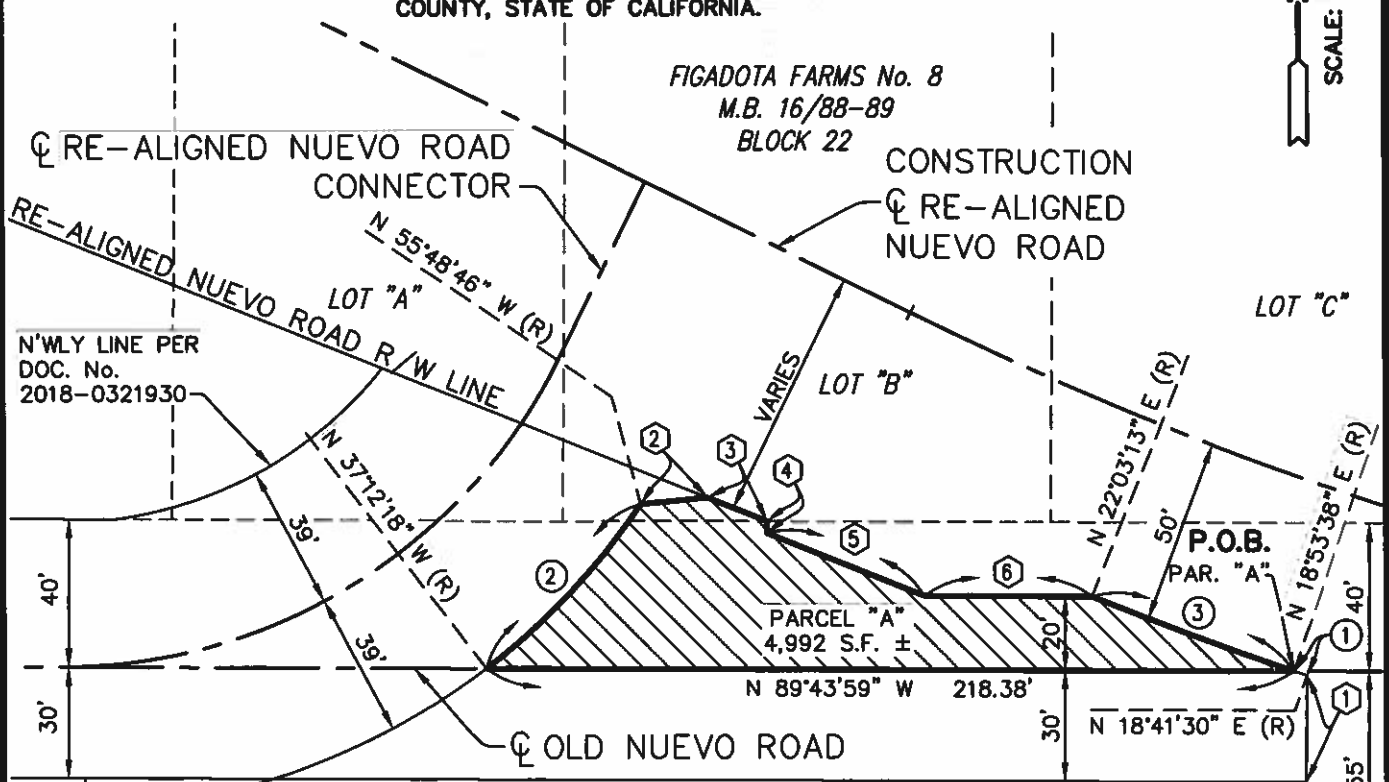 COUNTY, STATE OF CALIFORNIA.
SCALE:
FIGADOTA FARMS No. 8
M.B. 16/88-89
BLOCK 22
℄ RE-ALIGNED NUEVO ROAD
CONNECTOR
CONSTRUCTION
℄ RE-ALIGNED
NUEVO ROAD
RE-ALIGNED NUEVO ROAD R/W LINE
N 55°48'46" W (R)
LOT "A"
LOT "C"
N'WLY LINE PER
DOC. No.
2018-0321930
VARIES
LOT "B"
N 22°03'13" E (R)
N 18°53'38" E (R)
N 37°12'18" W (R)
2
3
4
5
6
50'
P.O.B.
PAR. "A"
39'
39'
40'
2
PARCEL "A"
4,992 S.F. ±
20'
3
1
40'
N 89°43'59" W 218.38'
N 18°41'30" E (R)
1
30'
30'
℄ OLD NUEVO ROAD